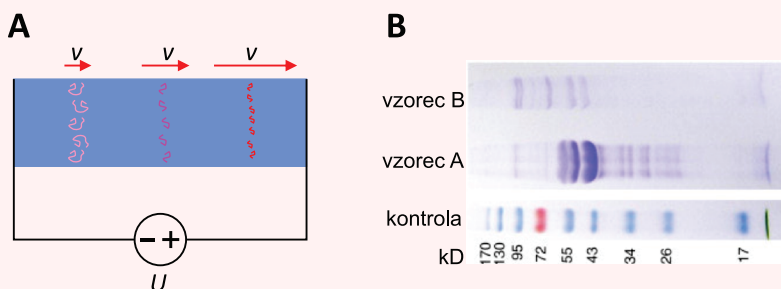 A
v v v
− +
U
B
vzorec B
vzorec A
kontrola
kD 170 130 95 72 55 43 34 26 17